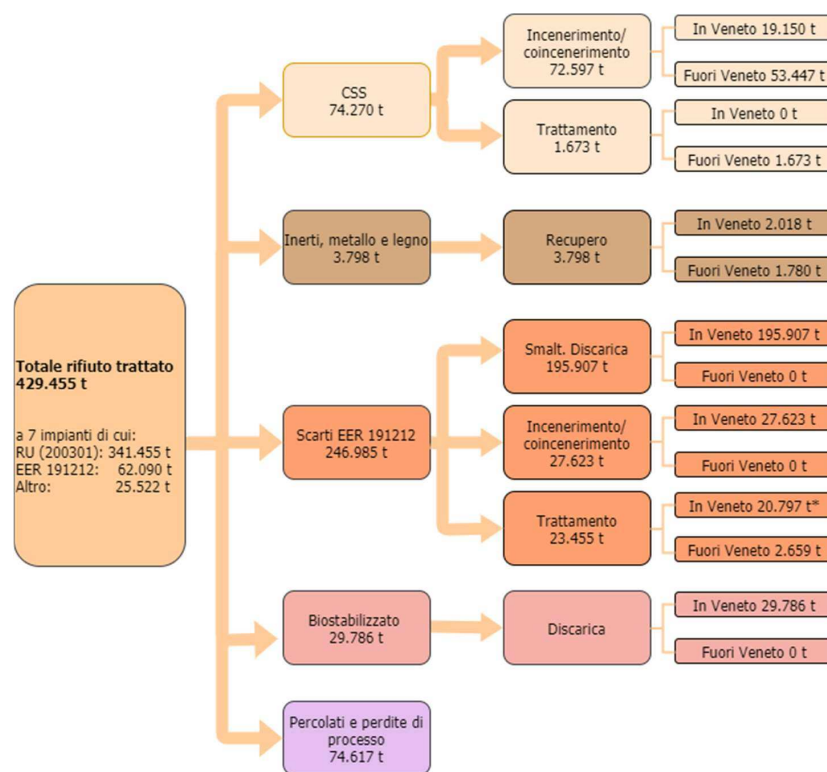 Totale rifiuto trattato
429.455 t
a 7 impianti di cui:
RU (200301): 341.455 t
EER 191212: 62.090 t
Altro: 25.522 t
CSS
74.270 t
Incenerimento/
coincenerimento
72.597 t
In Veneto 19.150 t
Fuori Veneto 53.447 t
Trattamento
1.673 t
In Veneto 0 t
Fuori Veneto 1.673 t
Inerti, metallo e legno
3.798 t
Recupero
3.798 t
In Veneto 2.018 t
Fuori Veneto 1.780 t
Scarti EER 191212
246.985 t
Smalt. Discarica
195.907 t
In Veneto 195.907 t
Fuori Veneto 0 t
Incenerimento/
coincenerimento
27.623 t
In Veneto 27.623 t
Fuori Veneto 0 t
Trattamento
23.455 t
In Veneto 20.797 t*
Fuori Veneto 2.659 t
Biostabilizzato
29.786 t
Discarica
In Veneto 29.786 t
Fuori Veneto 0 t
Percolati e perdite di
processo
74.617 t